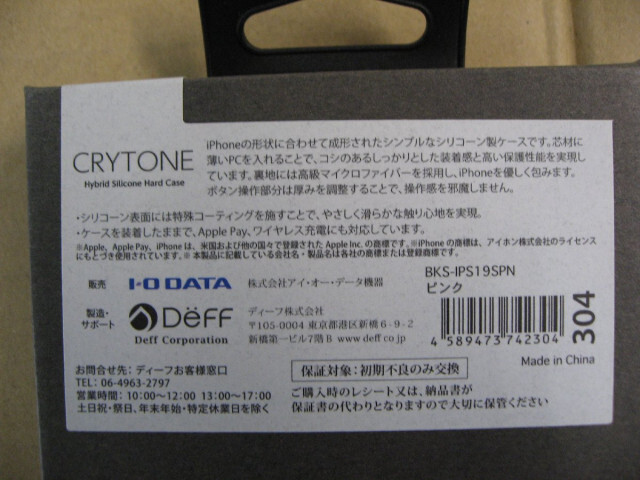 CRYTONE
Hybrid Silicone Hard Case
iPhoneの形状に合わせて成形されたシンプルなシリコーン製ケースです。芯材に
薄いPCを入れることで、コシのあるしっかりとした装着感と高い保護性能を実現し
ています。裏地には高級マイクロファイバーを採用し、iPhoneを優しく包みます。
ボタン操作部分は厚みを調整することで、操作感を邪魔しません。
・シリコーン表面には特殊コーティングを施すことで、やさしく滑らかな触り心地を実現。
・ケースを装着したままで、Apple Pay、ワイヤレス充電にも対応しています。
※Apple、Apple Pay、iPhoneは、米国および他の国々で登録されたApple Inc.の商標です。※iPhoneの商標は、アイホン株式会社のライセンス
にもとづき使用されています。※本製品に記載している会社名・製品名は各社の商標または登録商標です。
販売 I-O DATA 株式会社アイ・オー・データ機器
製造・サポート DëFF Deff Corporation
ディーフ株式会社
〒105-0004 東京都港区新橋6-9-2
新橋第一ビル7階B www.deff.co.jp
BKS-IPS19SPN
ピンク
4 589473 742304
304
Made in China
お問合せ先：ディーフお客様窓口
TEL：06-4963-2797
営業時間：10:00〜12:00 13:00〜17:00
土日祝・祭日、年末年始・特定休業日を除く
保証対象：初期不良のみ交換
ご購入時のレシート又は、納品書が
保証書の代わりとなりますので大切に保管ください